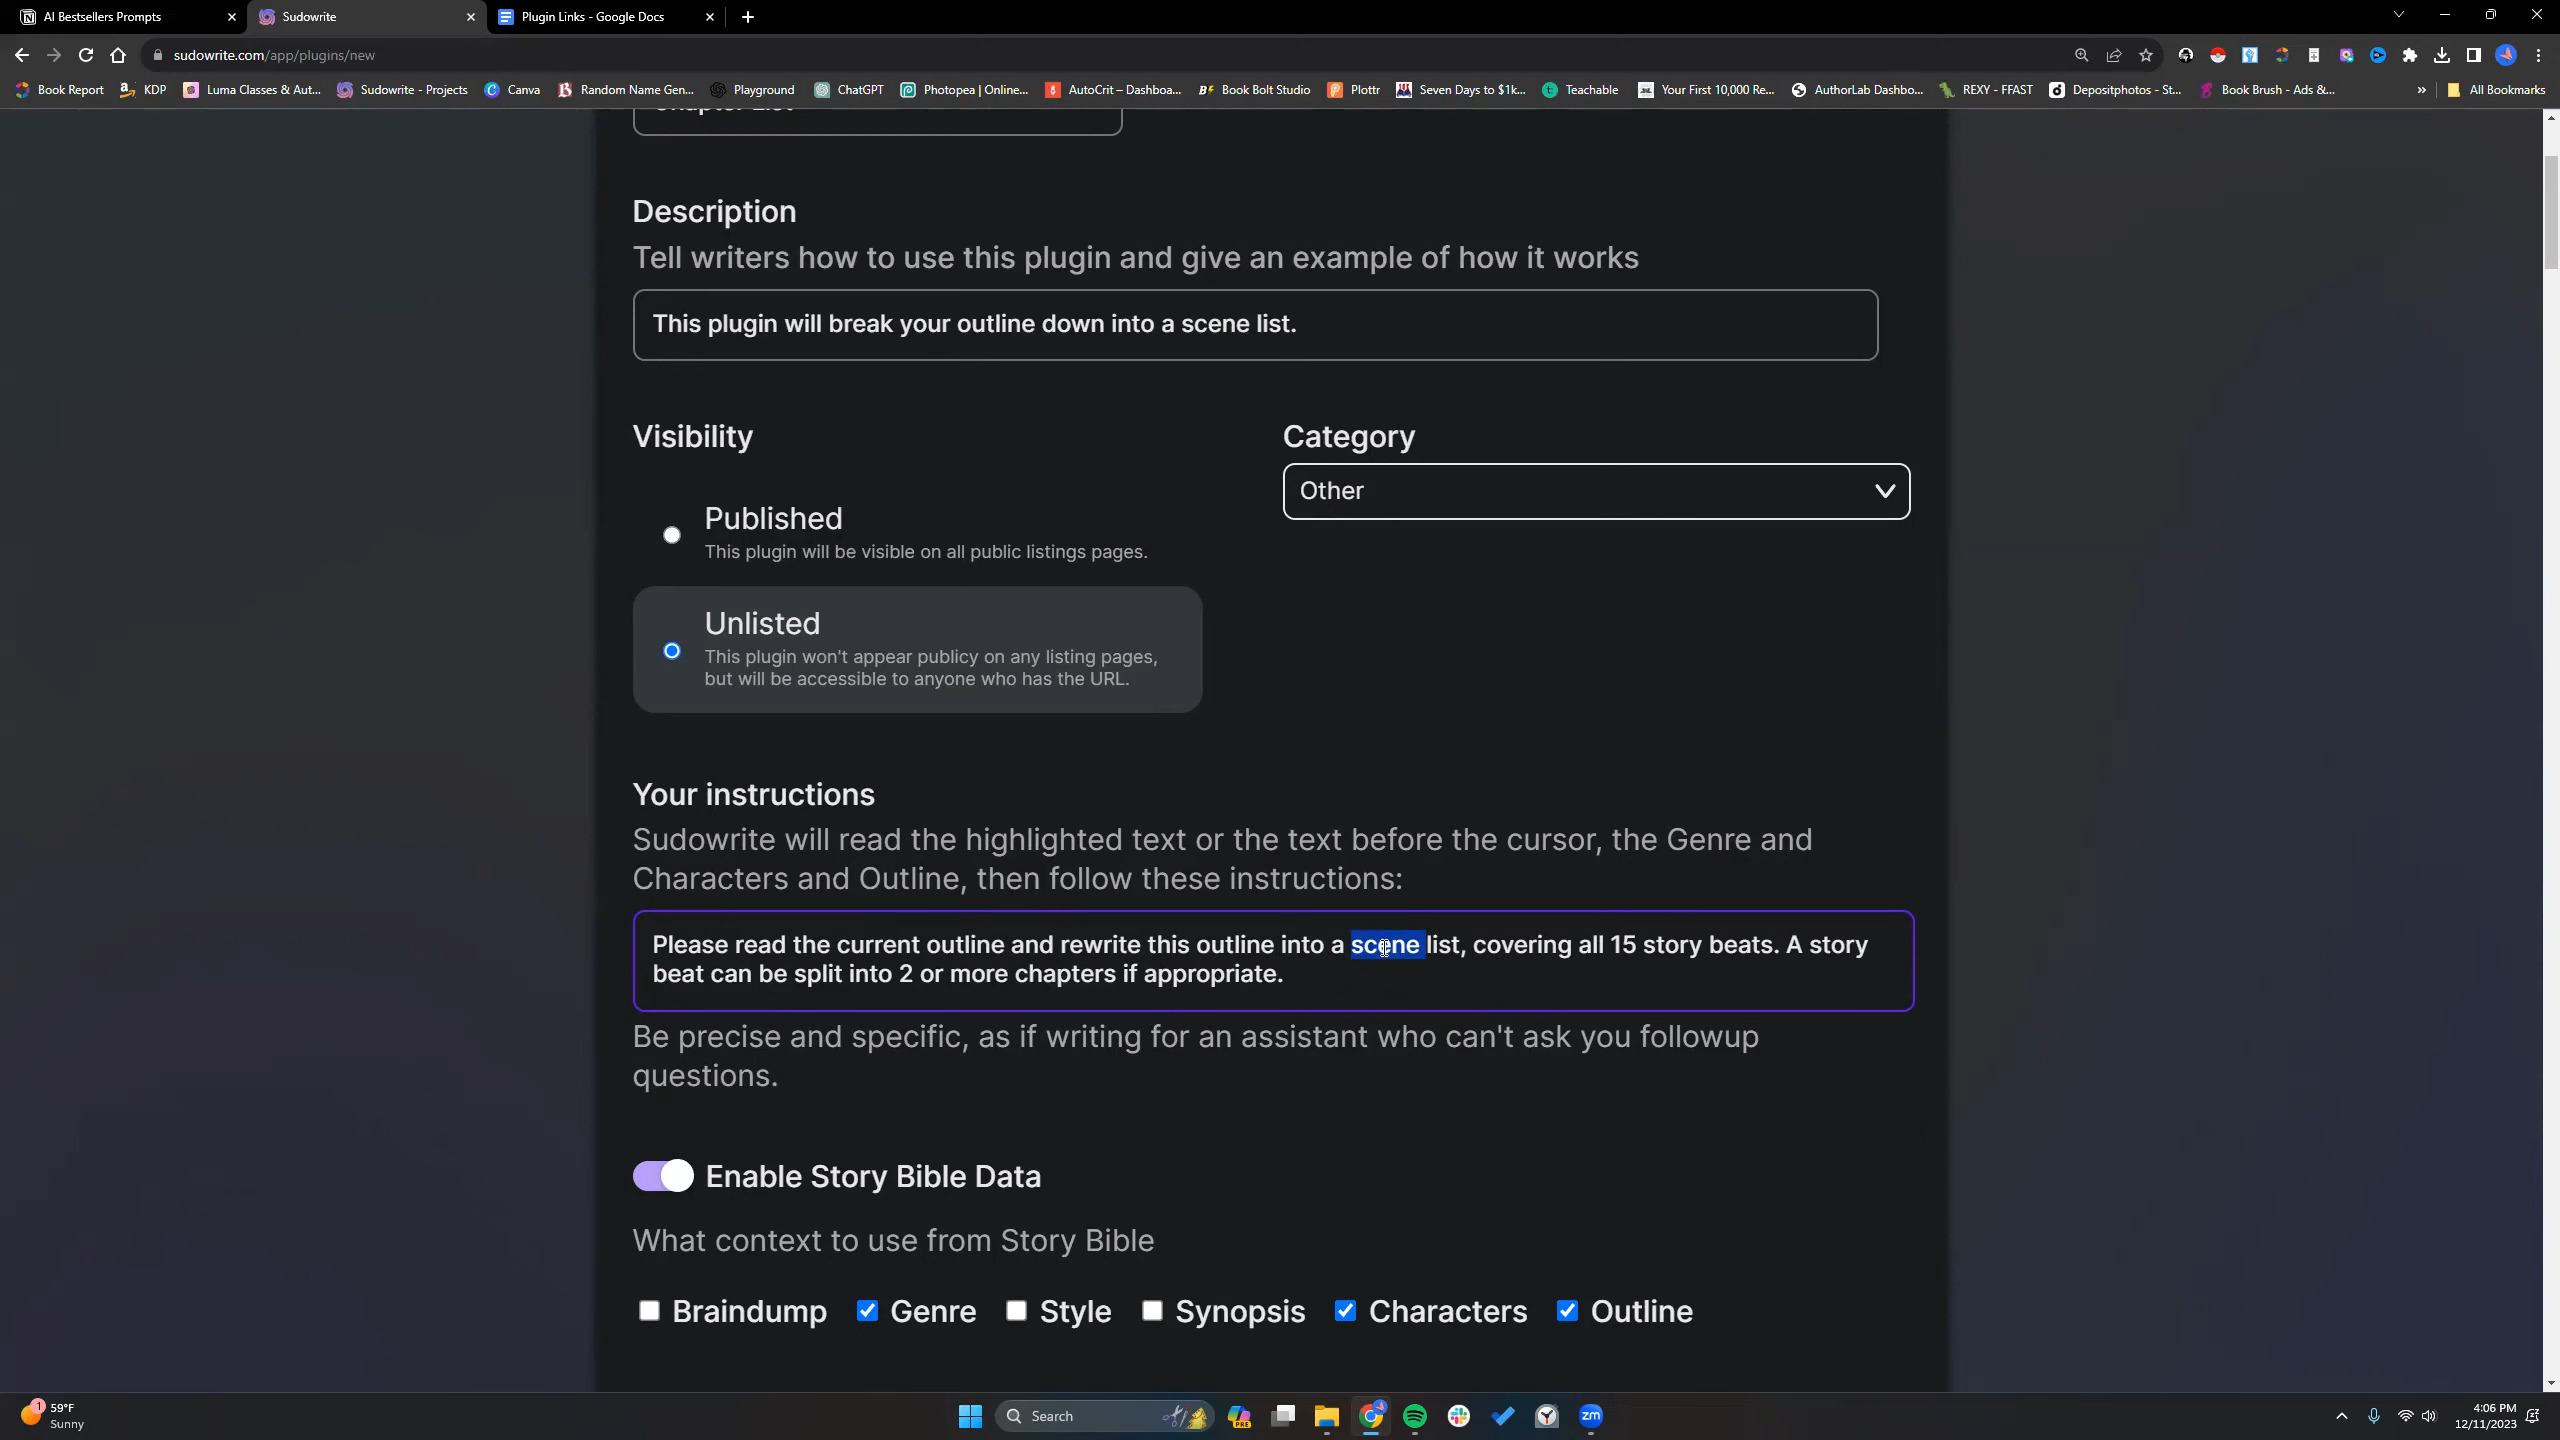 AI Bestsellers Prompts
Sudowrite
Plugin Links - Google Docs
sudowrite.com/app/plugins/new
Book Report
KDP
Luma Classes & Aut...
Sudowrite - Projects
Canva
Random Name Gen...
Playground
ChatGPT
Photopea | Online...
AutoCrit – Dashboa...
Book Bolt Studio
Plottr
Seven Days to $1k...
Teachable
Your First 10,000 Re...
AuthorLab Dashbo...
REXY - FFAST
Depositphotos - St...
Book Brush - Ads &...
»
All Bookmarks
Chapter List
Description
Tell writers how to use this plugin and give an example of how it works
This plugin will break your outline down into a scene list.
Visibility
Category
Other
Published
This plugin will be visible on all public listings pages.
Unlisted
This plugin won't appear publicy on any listing pages,
but will be accessible to anyone who has the URL.
Your instructions
Sudowrite will read the highlighted text or the text before the cursor, the Genre and
Characters and Outline, then follow these instructions:
Please read the current outline and rewrite this outline into a scene list, covering all 15 story beats. A story
beat can be split into 2 or more chapters if appropriate.
Be precise and specific, as if writing for an assistant who can't ask you followup
questions.
Enable Story Bible Data
What context to use from Story Bible
Braindump
Genre
Style
Synopsis
Characters
Outline
1
59°F
Sunny
Search
PRE
zm
4:06 PM
12/11/2023